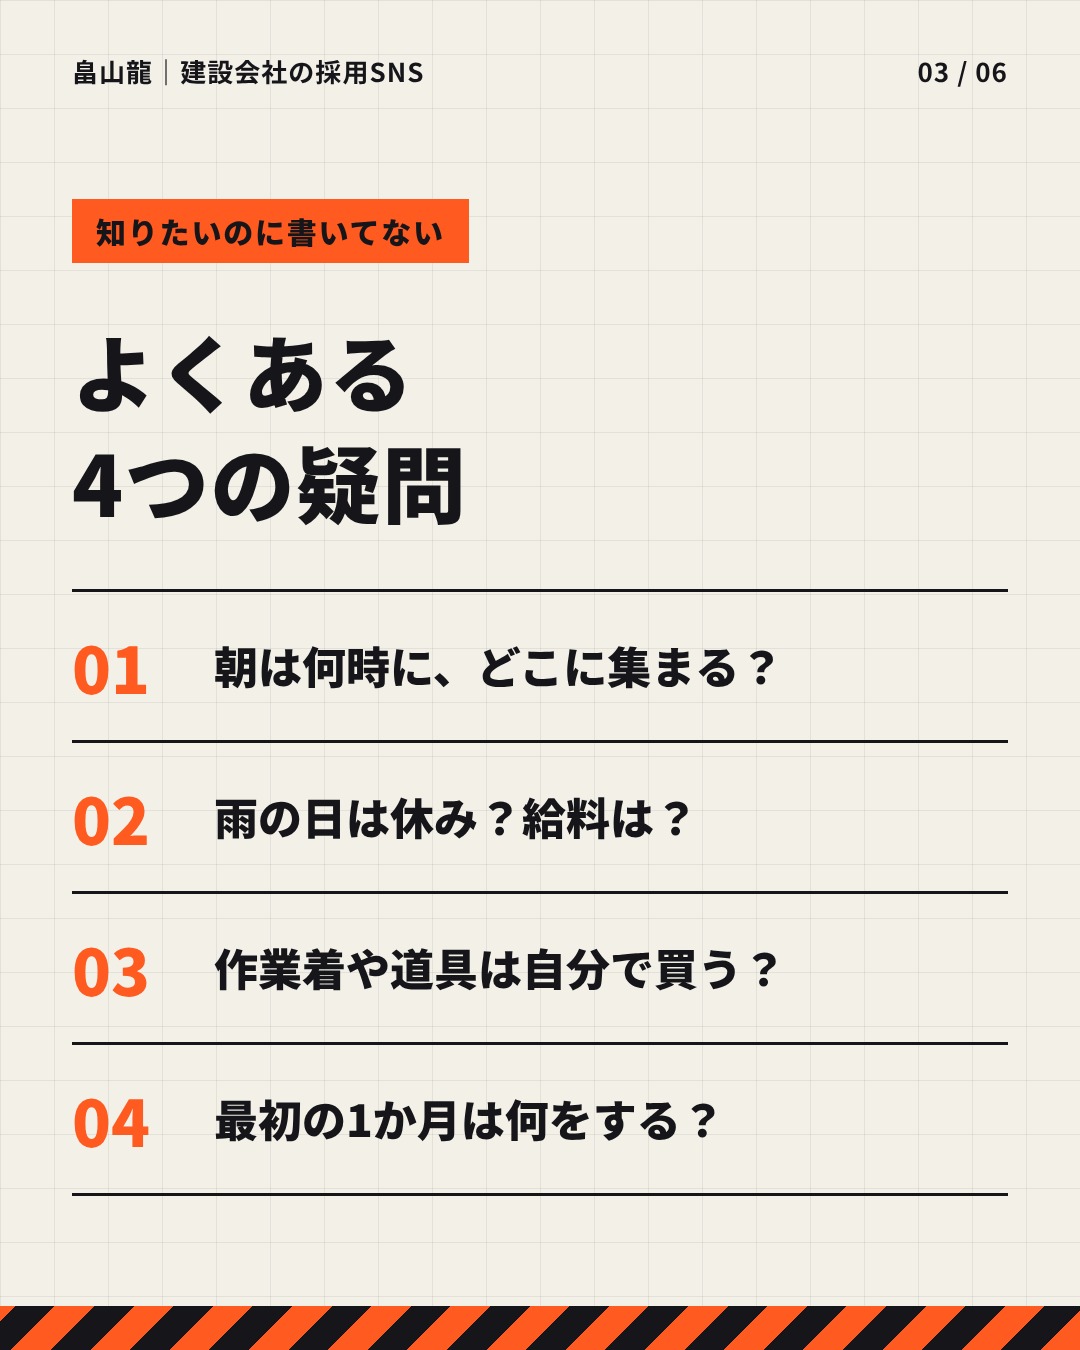 畠山龍｜建設会社の採用SNS
03 / 06
知りたいのに書いてない
よくある
4つの疑問
01 朝は何時に、どこに集まる？
02 雨の日は休み？給料は？
03 作業着や道具は自分で買う？
04 最初の1か月は何をする？